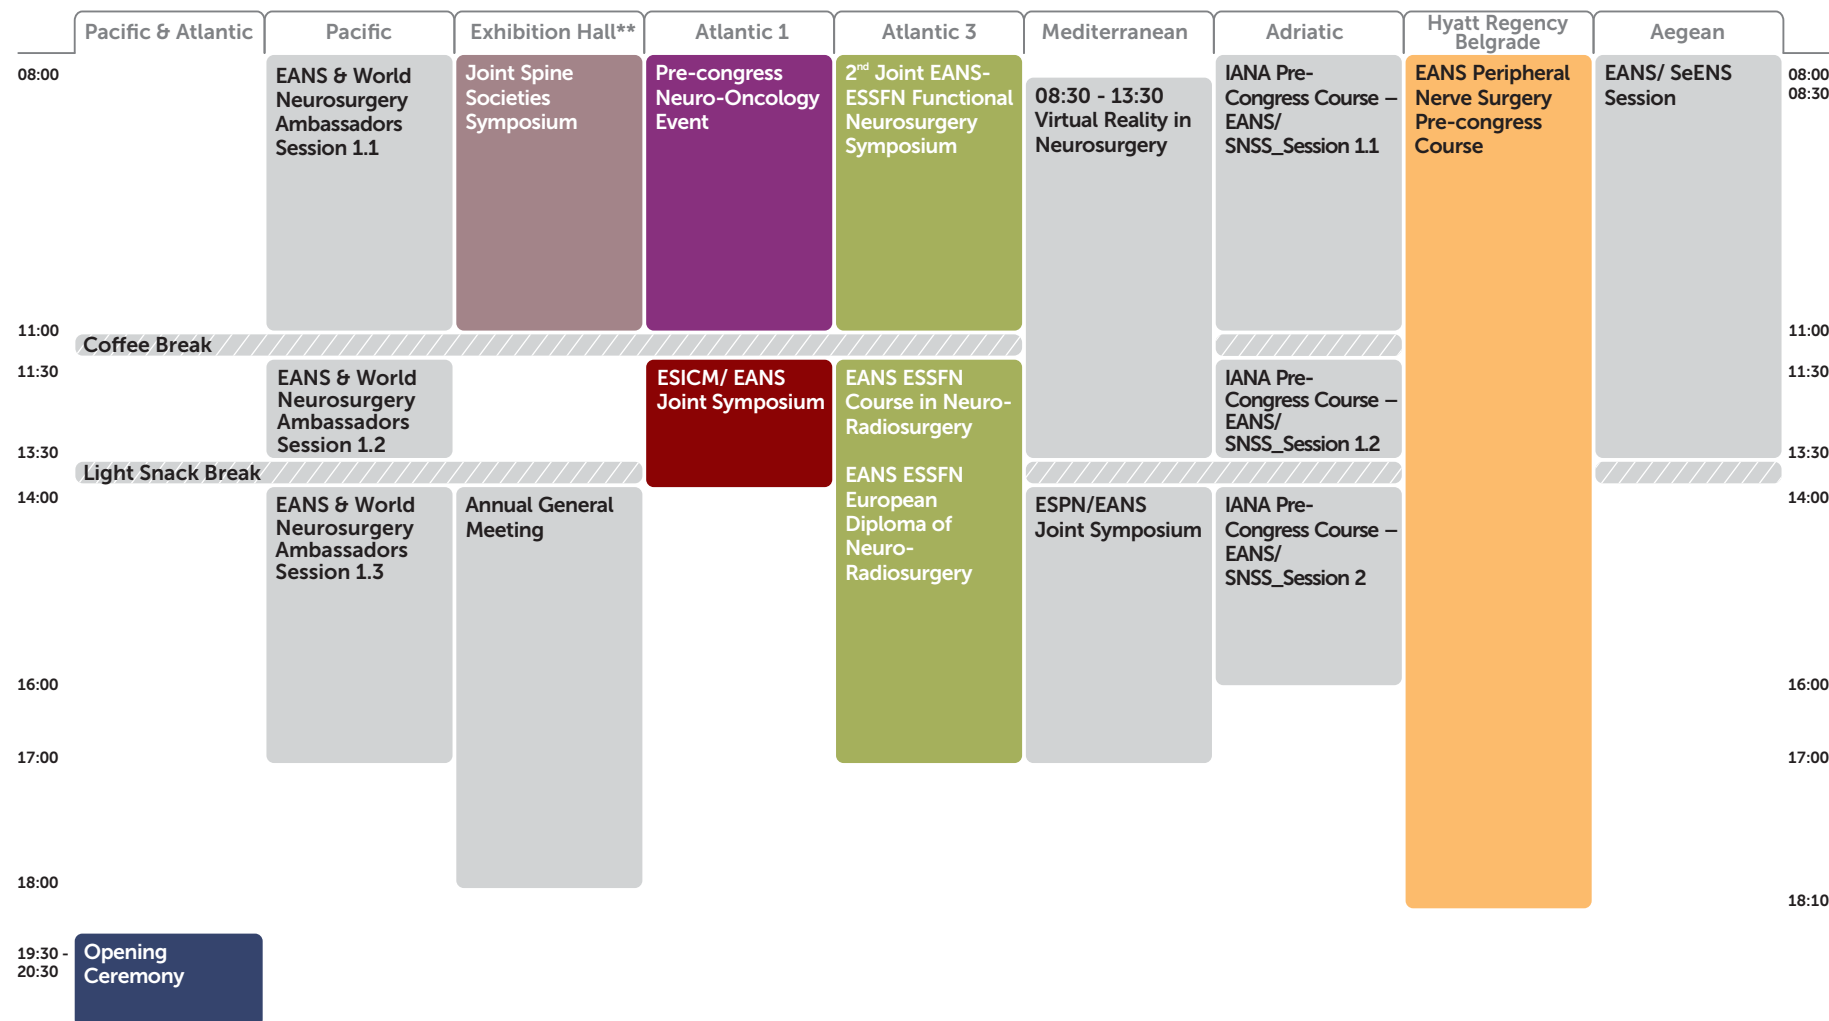 Pacific & Atlantic
Pacific
Exhibition Hall**
Atlantic 1
Atlantic 3
Mediterranean
Adriatic
Hyatt Regency
Belgrade
Aegean
08:00
EANS & World
Neurosurgery
Ambassadors
Session 1.1
Joint Spine
Societies
Symposium
Pre-congress
Neuro-Oncology
Event
2nd Joint EANS-
ESSFN Functional
Neurosurgery
Symposium
08:30 - 13:30
Virtual Reality in
Neurosurgery
IANA Pre-
Congress Course –
EANS/
SNSS_Session 1.1
EANS Peripheral
Nerve Surgery
Pre-congress
Course
EANS/ SeENS
Session
08:00
08:30
11:00
11:00
Coffee Break
11:30
EANS & World
Neurosurgery
Ambassadors
Session 1.2
ESICM/ EANS
Joint Symposium
EANS ESSFN
Course in Neuro-
Radiosurgery
EANS ESSFN
European
Diploma of
Neuro-
Radiosurgery
IANA Pre-
Congress Course –
EANS/
SNSS_Session 1.2
11:30
13:30
13:30
Light Snack Break
14:00
EANS & World
Neurosurgery
Ambassadors
Session 1.3
Annual General
Meeting
ESPN/EANS
Joint Symposium
IANA Pre-
Congress Course –
EANS/
SNSS_Session 2
14:00
16:00
16:00
17:00
17:00
18:00
18:10
19:30 -
20:30
Opening
Ceremony